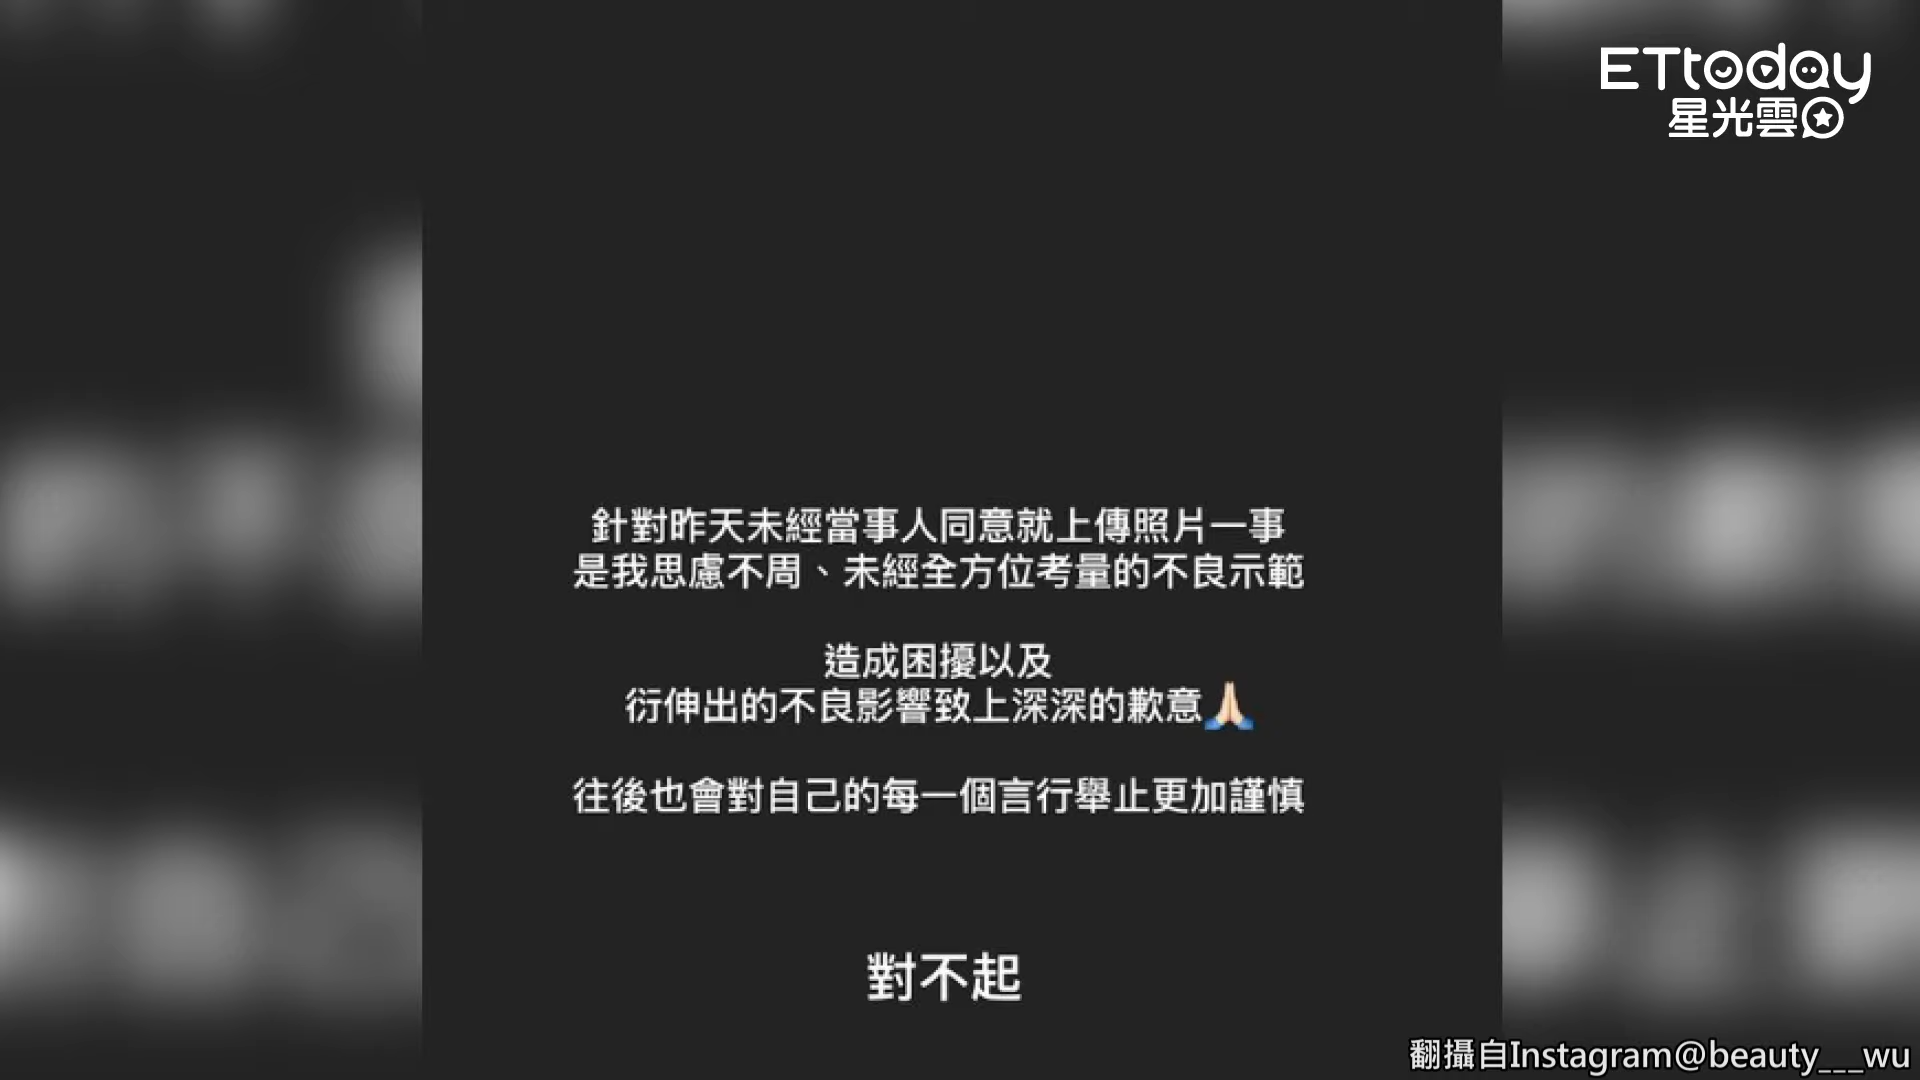 ETtoday
星光雲
針對昨天未經當事人同意就上傳照片一事
是我思慮不周、未經全方位考量的不良示範
造成困擾以及
衍伸出的不良影響致上深深的歉意🙏🏻
往後也會對自己的每一個言行舉止更加謹慎
對不起
翻攝自Instagram@beauty___wu